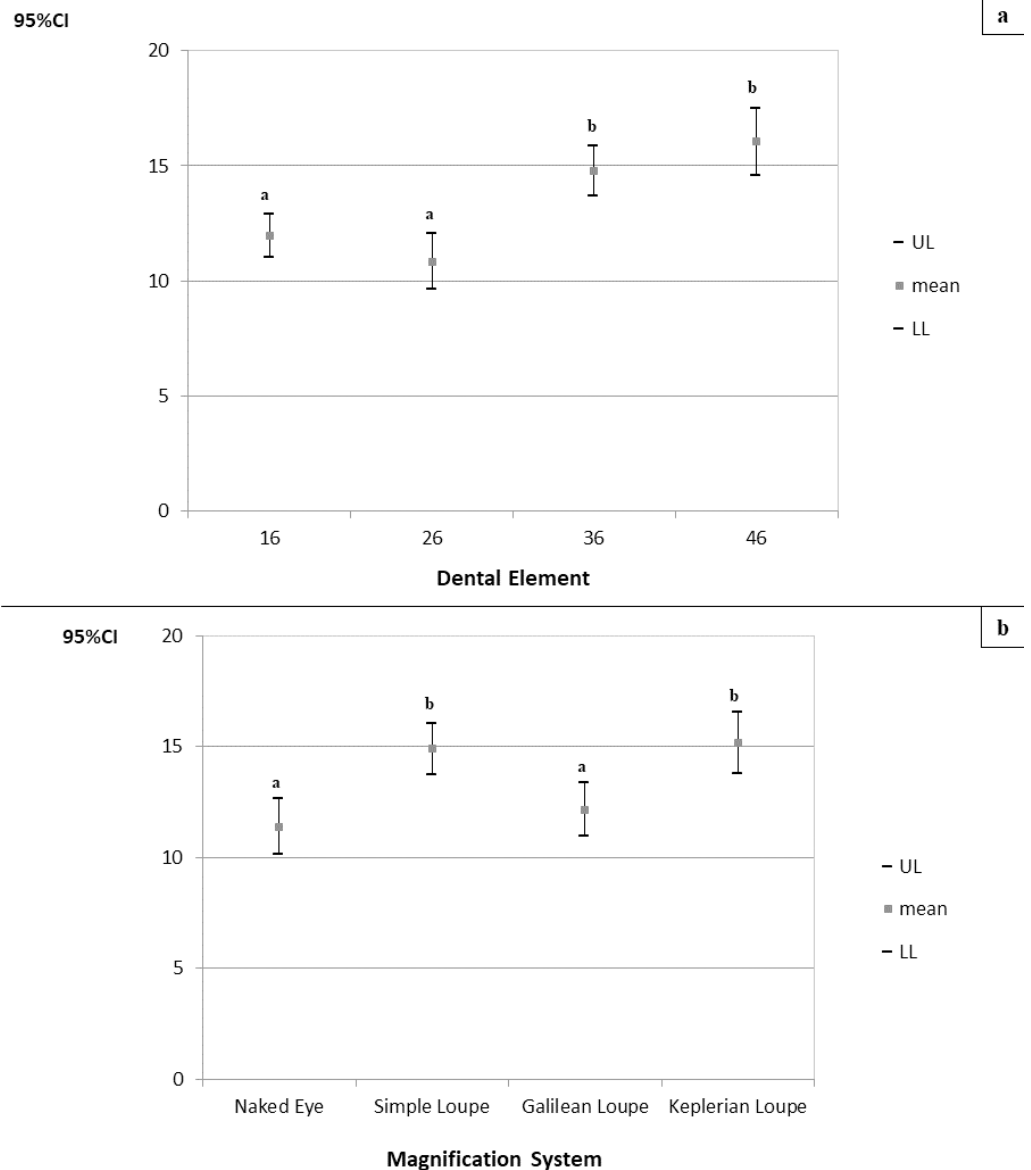 95%CI
a
20
b
b
15
a
a
UL
10
mean
LL
5
0
16 26 36 46
Dental Element
b
95%CI
20
b
b
15
a
a
10
UL
mean
5
LL
0
Naked Eye Simple Loupe Galilean Loupe Keplerian Loupe
Magnification System